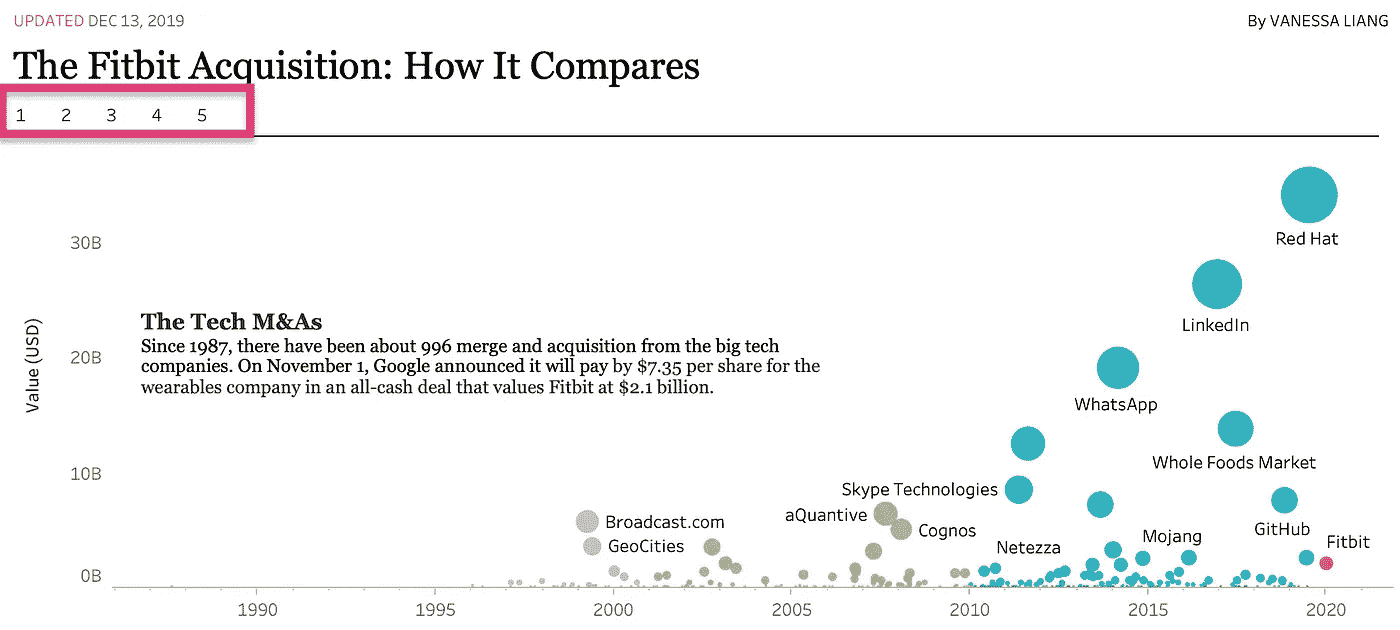 UPDATED DEC 13, 2019
By VANESSA LIANG
The Fitbit Acquisition: How It Compares
1 2 3 4 5
30B
20B
10B
0B
Value (USD)
The Tech M&As
Since 1987, there have been about 996 merge and acquisition from the big tech
companies. On November 1, Google announced it will pay by $7.35 per share for the
wearables company in an all-cash deal that values Fitbit at $2.1 billion.
Red Hat
LinkedIn
WhatsApp
Whole Foods Market
Skype Technologies
aQuantive
Cognos
Broadcast.com
GeoCities
Netezza
Mojang
GitHub
Fitbit
1990 1995 2000 2005 2010 2015 2020